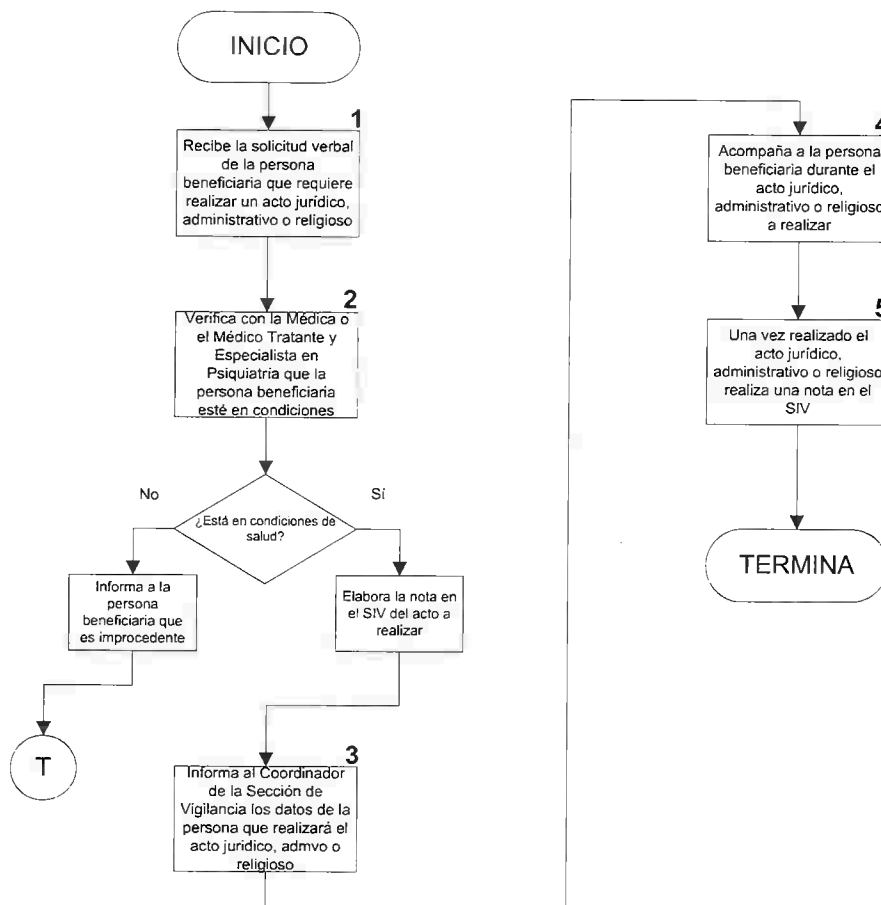 INICIO
1
Recibe la solicitud verbal
de la persona
beneficiaria que requiere
realizar un acto jurídico,
administrativo o religioso
2
Verifica con la Médica o
el Médico Tratante y
Especialista en
Psiquiatría que la
persona beneficiaria
esté en condiciones
No
Sí
¿Está en condiciones de
salud?
Informa a la
persona
beneficiaria que
es improcedente
Elabora la nota en
el SIV del acto a
realizar
T
3
Informa al Coordinador
de la Sección de
Vigilancia los datos de la
persona que realizará el
acto jurídico, admvo o
religioso
4
Acompaña a la persona
beneficiaria durante el
acto jurídico,
administrativo o religioso
a realizar
5
Una vez realizado el
acto jurídico,
administrativo o religioso
realiza una nota en el
SIV
TERMINA